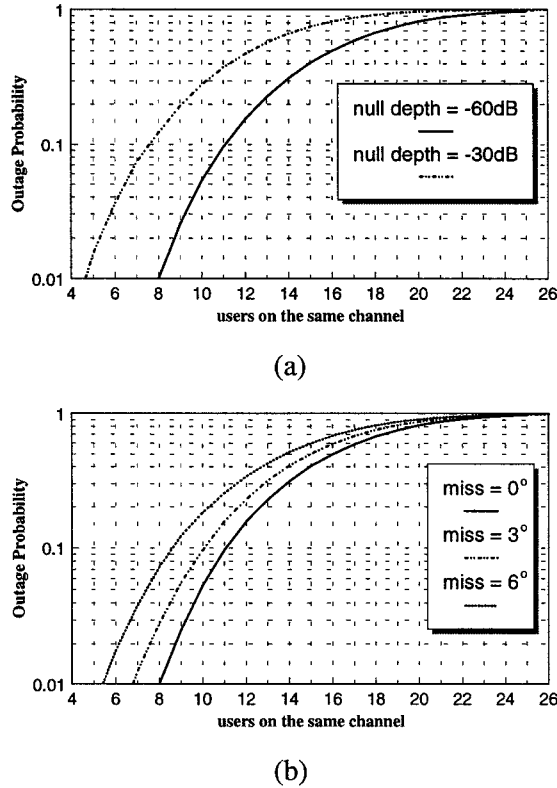 1
0.1
0.01
Outage Probability
null depth = -60dB
null depth = -30dB
4 6 8 10 12 14 16 18 20 22 24 26
users on the same channel
(a)
1
0.1
0.01
Outage Probability
miss = 0°
miss = 3°
miss = 6°
4 6 8 10 12 14 16 18 20 22 24 26
users on the same channel
(b)